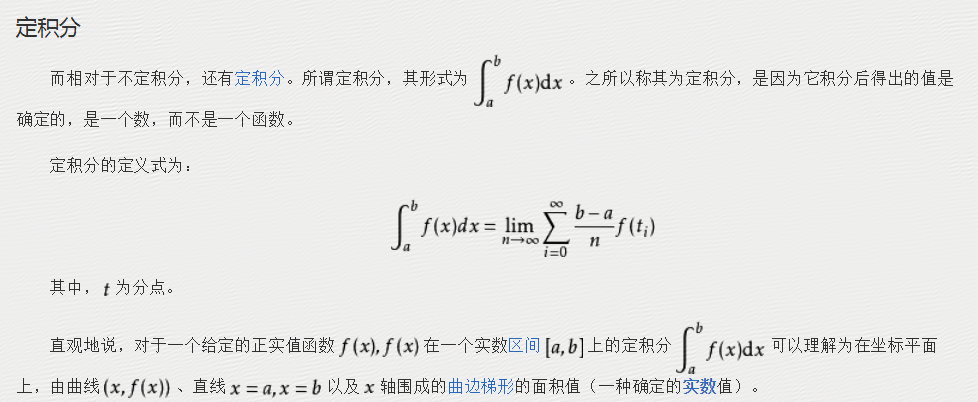 定积分
而相对于不定积分，还有定积分。所谓定积分，其形式为 $\int_a^b f(x)\mathrm{d}x$ 。之所以称其为定积分，是因为它积分后得出的值是
确定的，是一个数，而不是一个函数。
定积分的定义式为：
$\int_a^b f(x)dx = \lim_{n\to\infty} \sum_{i=0}^{\infty} \frac{b-a}{n} f(t_i)$
其中， $t$ 为分点。
直观地说，对于一个给定的正实值函数 $f(x), f(x)$ 在一个实数区间 $[a,b]$ 上的定积分 $\int_a^b f(x)\mathrm{d}x$ 可以理解为在坐标平面
上，由曲线 $(x, f(x))$ 、直线 $x=a, x=b$ 以及 $x$ 轴围成的曲边梯形的面积值（一种确定的实数值）。